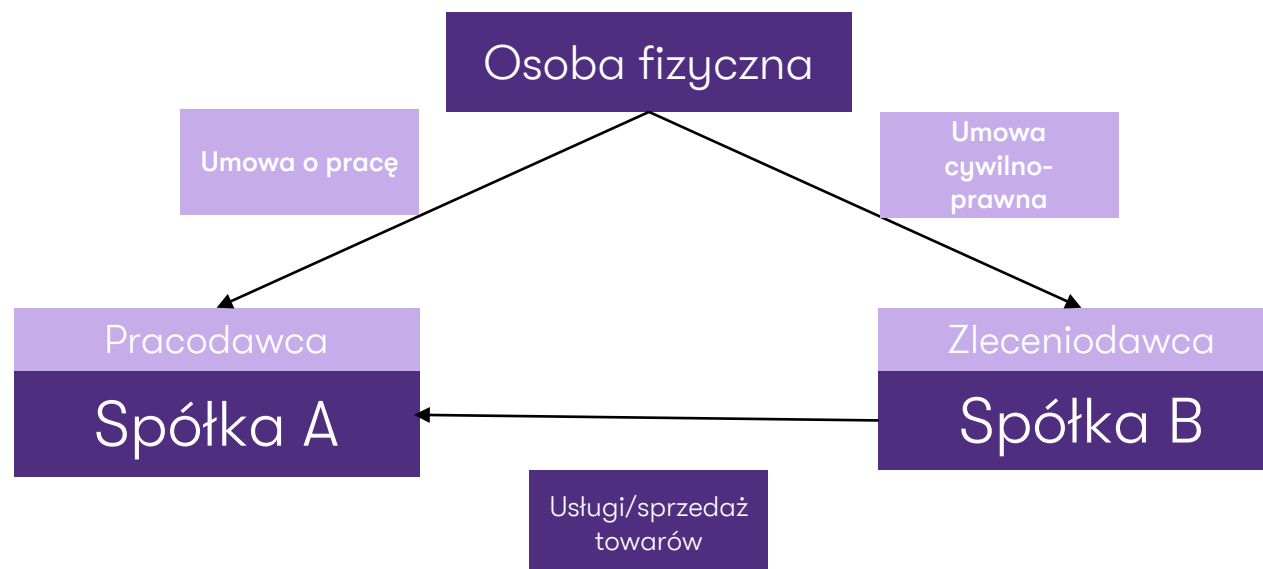 Osoba fizyczna
Umowa o pracę
Umowa
cywilno-
prawna
Pracodawca
Spółka A
Zleceniodawca
Spółka B
Usługi/sprzedaż
towarów